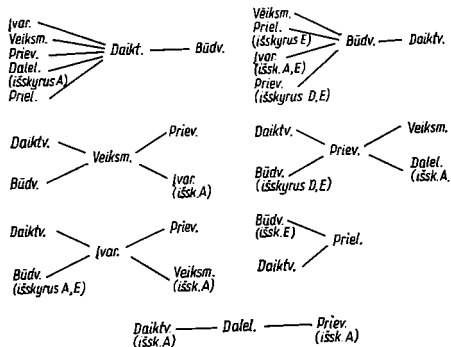 Įvar.
Veiksm.
Priev.
Dalel.
(išskyrus A)
Priel.
Daikt.
Būdv.
Vėiksm.
Priel.
(išskyrus E)
Įvar.
(išsk. A,E)
Priev.
(išskyrus D,E)
Būdv.
Daiktv.
Daiktv.
Būdv.
Veiksm.
Priev.
Įvar.
(išsk. A)
Daiktv.
Būdv.
(išskyrus D,E)
Priev.
Veiksm.
Dalel.
(išsk. A.
Daiktv.
Būdv.
(išskyrus A,E)
Įvar.
Priev.
Veiksm.
(išsk. A)
Būdv.
(išsk. E)
Daiktv.
Priel.
Daiktv.
(išsk. A)
Dalel.
Priev.
(išsk. A)